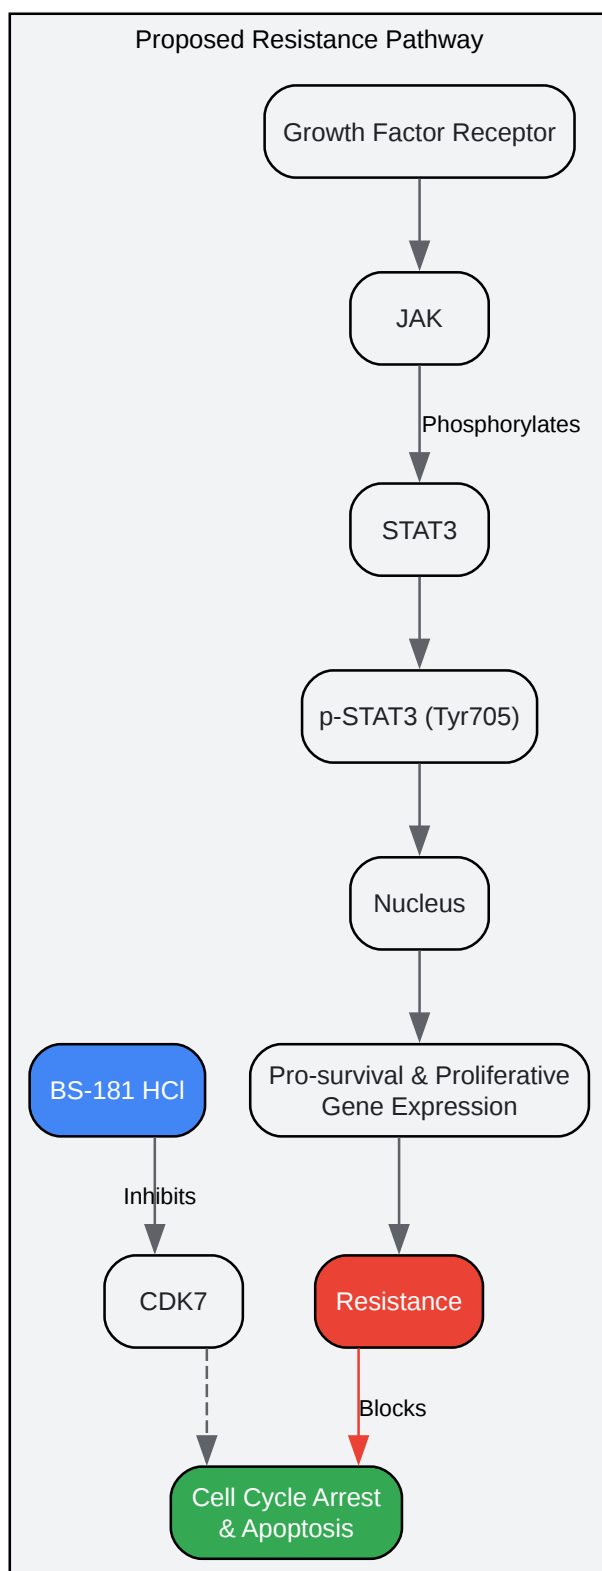 Proposed Resistance Pathway
Growth Factor Receptor
JAK
Phosphorylates
STAT3
p-STAT3 (Tyr705)
Nucleus
BS-181 HCl
Pro-survival & Proliferative
Gene Expression
Inhibits
CDK7
Resistance
Blocks
Cell Cycle Arrest
& Apoptosis